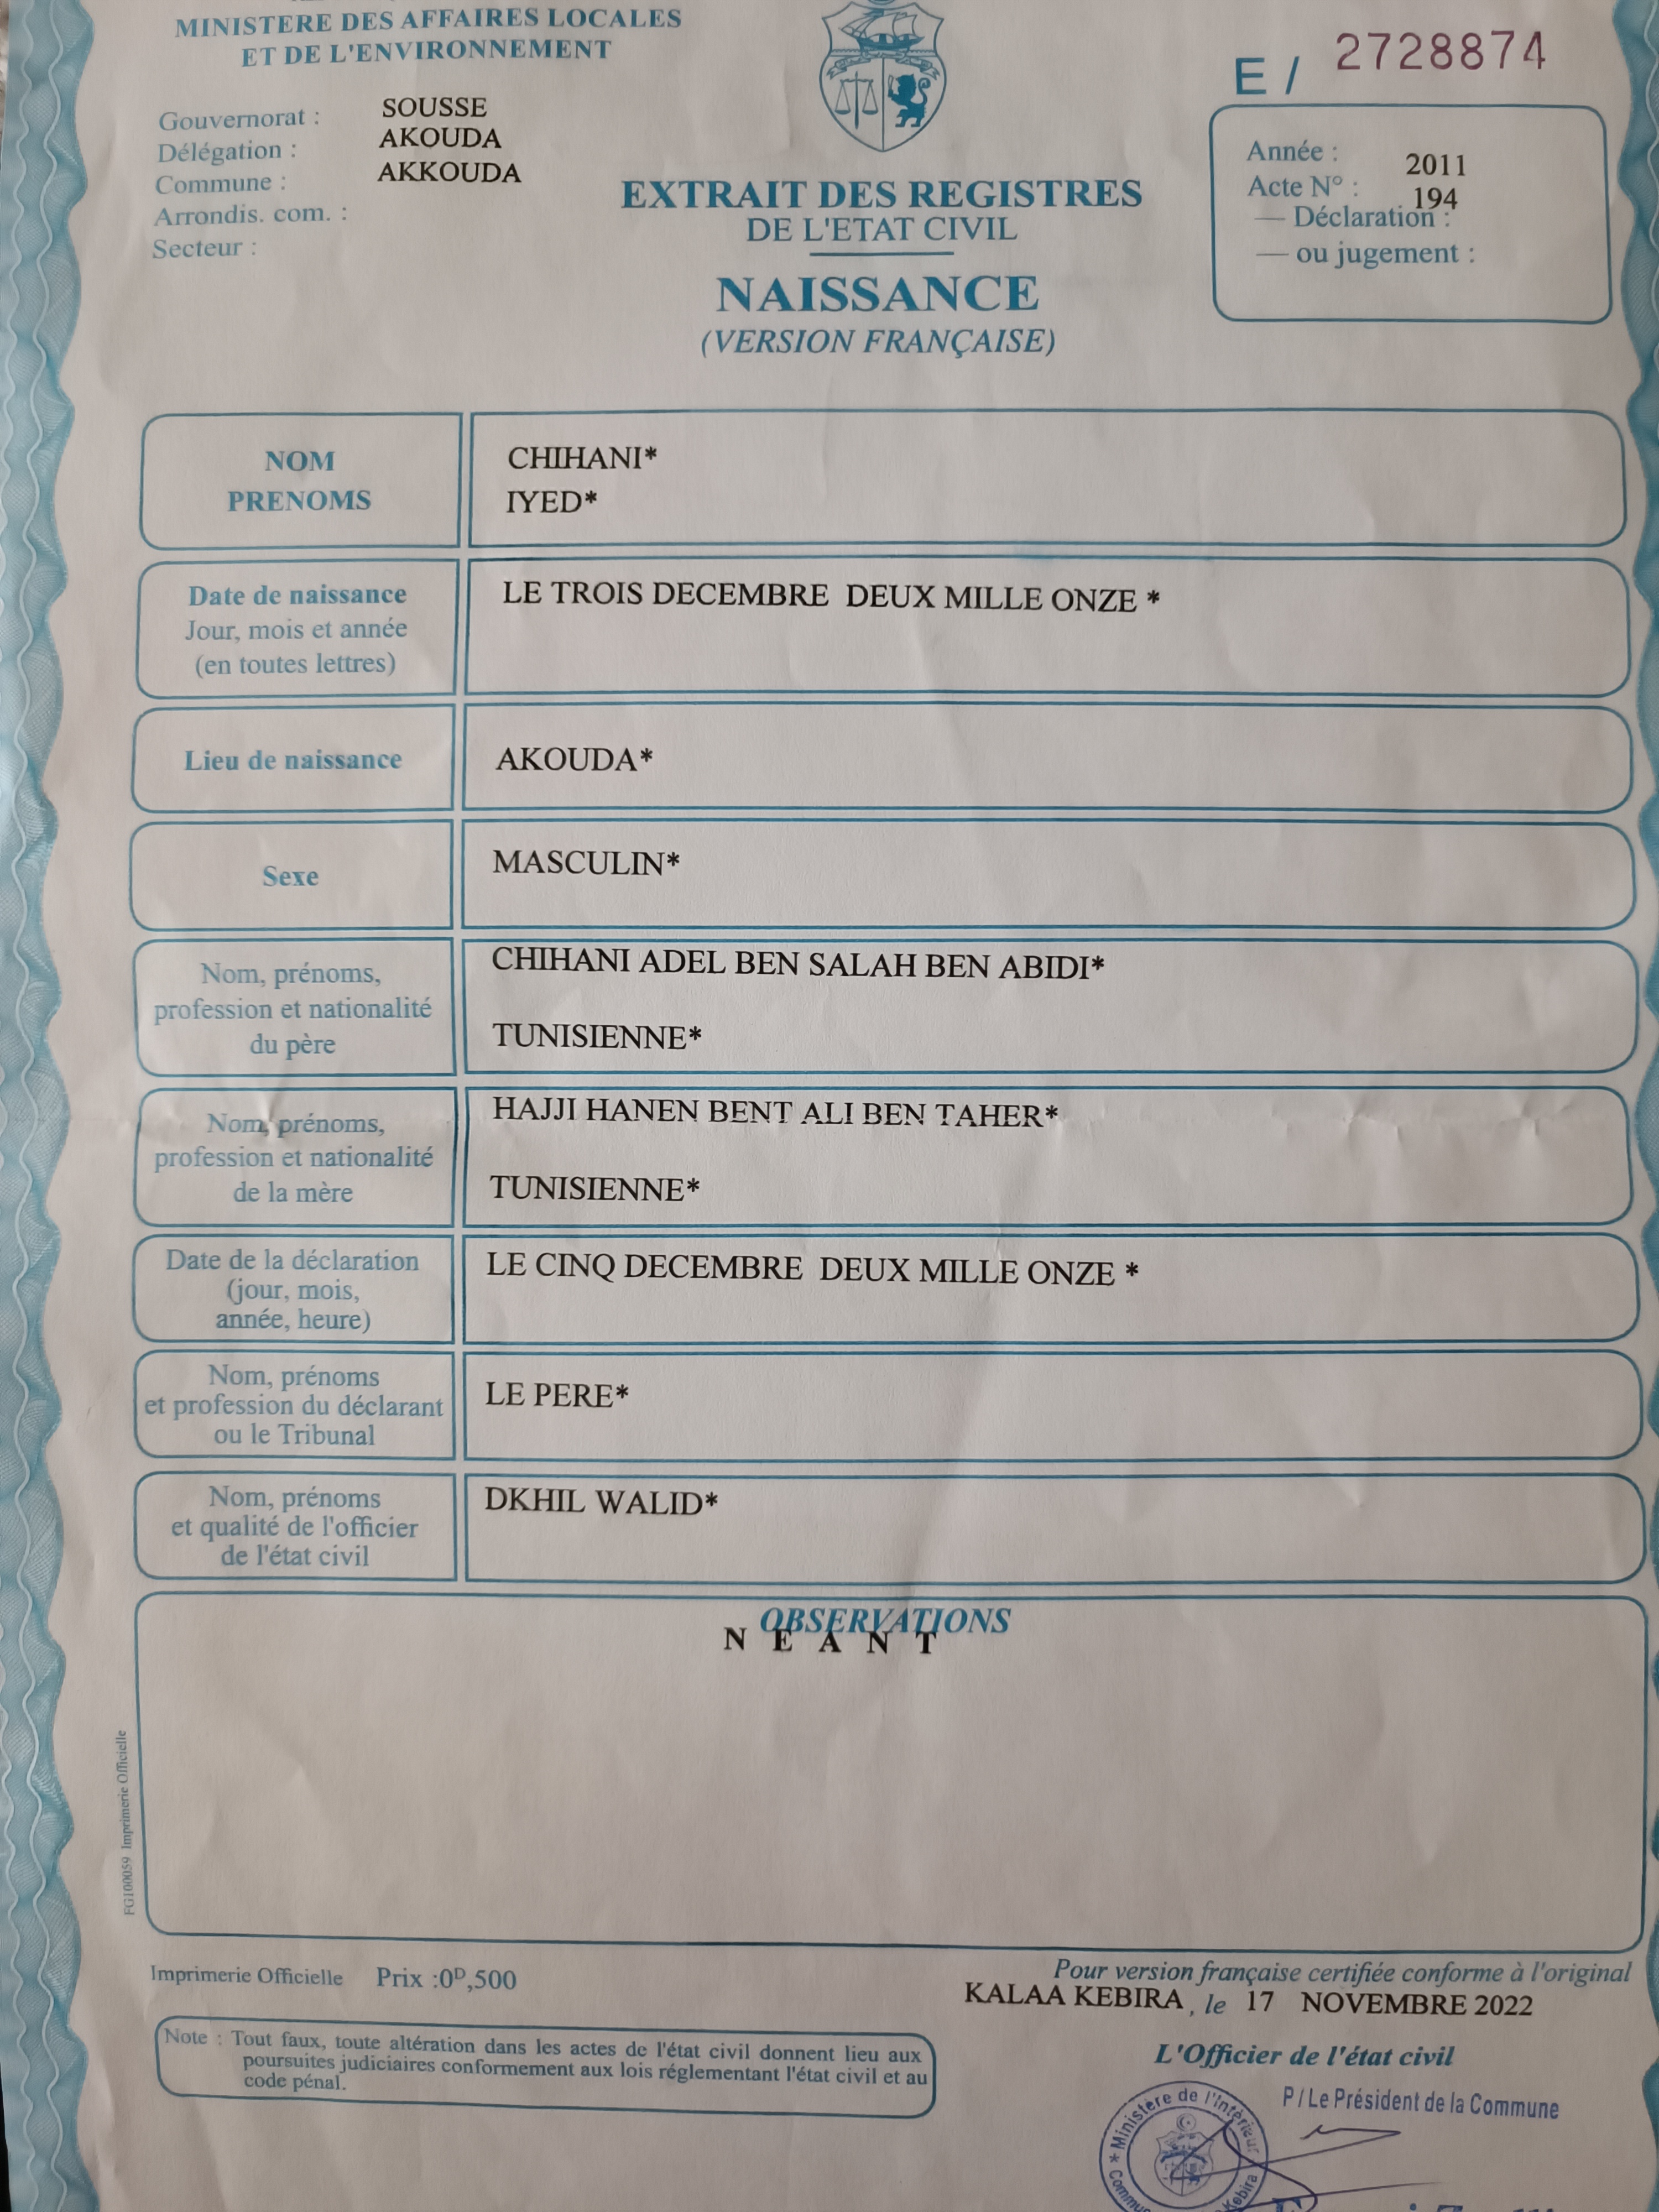 MINISTERE DES AFFAIRES LOCALES
ET DE L'ENVIRONNEMENT
E / 2728874
Gouvernorat : SOUSSE
Délégation : AKOUDA
Commune : AKKOUDA
Arrondis. com. :
Secteur :
EXTRAIT DES REGISTRES
DE L'ETAT CIVIL
NAISSANCE
(VERSION FRANÇAISE)
Année : 2011
Acte N° : 194
— Déclaration :
— ou jugement :
NOM CHIHANI*
PRENOMS IYED*
Date de naissance LE TROIS DECEMBRE DEUX MILLE ONZE *
Jour, mois et année
(en toutes lettres)
Lieu de naissance AKOUDA*
Sexe MASCULIN*
Nom, prénoms, CHIHANI ADEL BEN SALAH BEN ABIDI*
profession et nationalité
du père TUNISIENNE*
Nom, prénoms, HAJJI HANEN BENT ALI BEN TAHER*
profession et nationalité
de la mère TUNISIENNE*
Date de la déclaration LE CINQ DECEMBRE DEUX MILLE ONZE *
(jour, mois,
année, heure)
Nom, prénoms
et profession du déclarant LE PERE*
ou le Tribunal
Nom, prénoms DKHIL WALID*
et qualité de l'officier
de l'état civil
OBSERVATIONS
N E A N T
FG100059 Imprimerie Officielle
Imprimerie Officielle Prix :0ᴰ,500
Pour version française certifiée conforme à l'original
KALAA KEBIRA, le 17 NOVEMBRE 2022
Note : Tout faux, toute altération dans les actes de l'état civil donnent lieu aux
poursuites judiciaires conformement aux lois réglementant l'état civil et au
code pénal.
L'Officier de l'état civil
P / Le Président de la Commune
* Ministère de l'Intérieur
Kebira